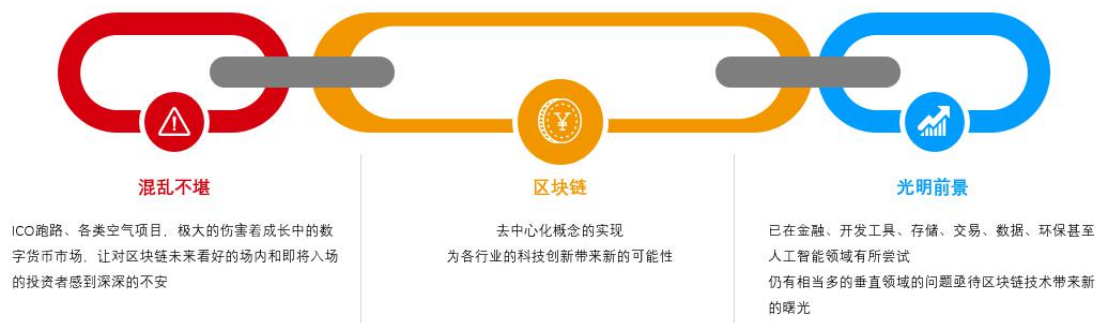 混乱不堪
ICO跑路、各类空气项目，极大的伤害着成长中的数
字货币市场，让对区块链未来看好的场内和即将入场
的投资者感到深深的不安
区块链
去中心化概念的实现
为各行业的科技创新带来新的可能性
光明前景
已在金融、开发工具、存储、交易、数据、环保甚至
人工智能领域有所尝试
仍有相当多的垂直领域的问题亟待区块链技术带来新
的曙光